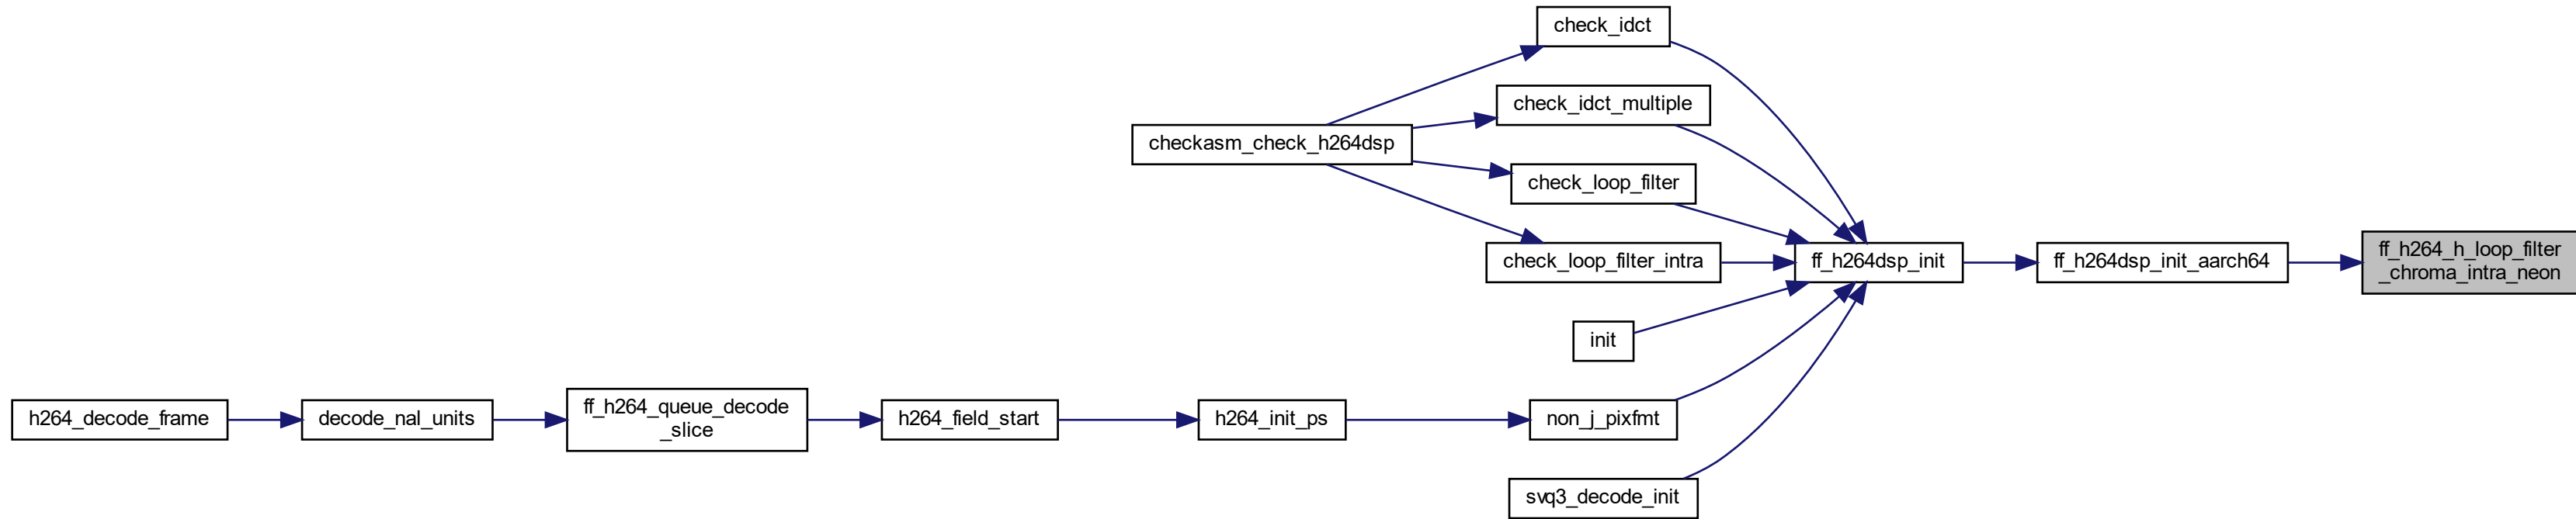 check_idct
check_idct_multiple
checkasm_check_h264dsp
check_loop_filter
check_loop_filter_intra
ff_h264dsp_init
ff_h264dsp_init_aarch64
ff_h264_h_loop_filter
_chroma_intra_neon
init
h264_decode_frame
decode_nal_units
ff_h264_queue_decode
_slice
h264_field_start
h264_init_ps
non_j_pixfmt
svq3_decode_init